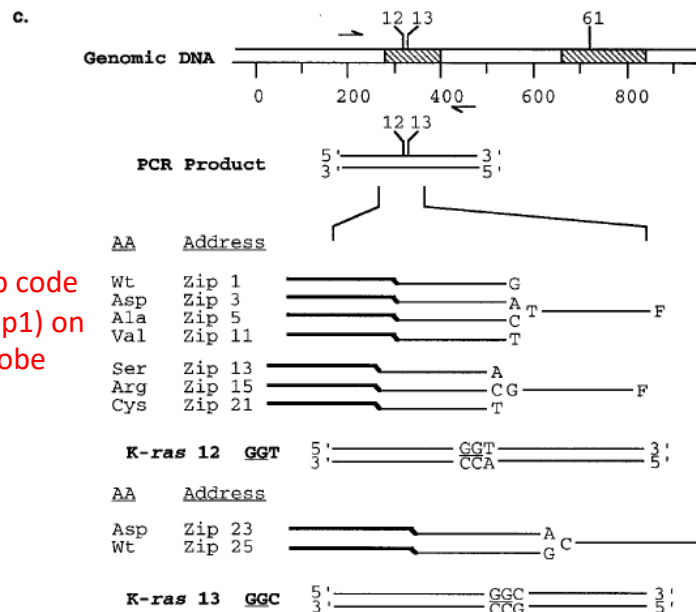 c.
12 13 61
Genomic DNA
0 200 400 600 800
12 13
PCR Product 5' 3'
3' 5'
AA Address
Wt Zip 1 G
Asp Zip 3 A
T F
Ala Zip 5 C
Val Zip 11 T
Ser Zip 13 A
Arg Zip 15 CG F
Cys Zip 21 T
code
p1) on
K-ras 12 GGT 5' GGT 3'
3' CCA 5'
AA Address
Asp Zip 23 A
C
Wt Zip 25 G
K-ras 13 GGC 5' GGC 3'
3' CCG 5'